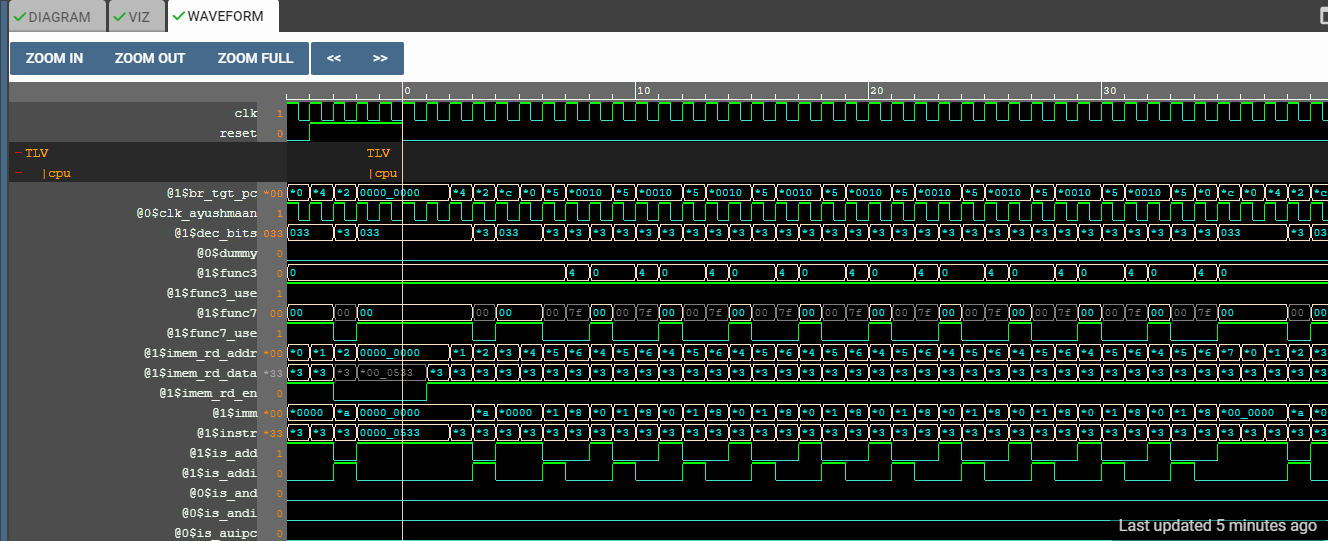 DIAGRAM VIZ WAVEFORM
ZOOM IN ZOOM OUT ZOOM FULL << >>
0 10 20 30
clk 1
reset 0
-TLV TLV
- |cpu |cpu
@1$br_tgt_pc *00 *0 *4 *2 0000_0000 *4 *2 *c *0 *5 *0010 *5 *0010 *5 *0010 *5 *0010 *5 *0010 *5 *0010 *5 *0010 *5 *0010 *5 *0010 *5 *0 *c *0 *4 *2 *c
@0$clk_ayushmaan 1
@1$dec_bits 033 033 *3 033 *3 033 *3 *3 *3 *3 *3 *3 *3 *3 *3 *3 *3 *3 *3 *3 *3 *3 *3 *3 *3 *3 *3 *3 *3 *3 *3 *3 *3 *3 *3 033 *3 03
@0$dummy 0
@1$func3 0 0 4 0 4 0 4 0 4 0 4 0 4 0 4 0 4 0 4 0 4 0
@1$func3_use 1
@1$func7 00 00 00 00 00 00 00 7f 00 00 7f 00 00 7f 00 00 7f 00 00 7f 00 00 7f 00 00 7f 00 00 7f 00 00 7f 00 00 7f 00 00 00
@1$func7_use 1
@1$imem_rd_addr *00 *0 *1 *2 0000_0000 *1 *2 *3 *4 *5 *6 *4 *5 *6 *4 *5 *6 *4 *5 *6 *4 *5 *6 *4 *5 *6 *4 *5 *6 *4 *5 *6 *4 *5 *6 *4 *5 *6 *7 *0 *1 *2 *3
@1$imem_rd_data *33 *3 *3 *3 *00_0533 *3 *3 *3 *3 *3 *3 *3 *3 *3 *3 *3 *3 *3 *3 *3 *3 *3 *3 *3 *3 *3 *3 *3 *3 *3 *3 *3 *3 *3 *3 *3 *3 *3 *3 *3 *3 *3 *3 *3
@1$imem_rd_en 0
@1$imm *00 *0000 *a 0000_0000 *a *0000 *1 *8 *0 *1 *8 *0 *1 *8 *0 *1 *8 *0 *1 *8 *0 *1 *8 *0 *1 *8 *0 *1 *8 *0 *1 *8 *0 *1 *8 *00_0000 *a *0
@1$instr *33 *3 *3 *3 0000_0533 *3 *3 *3 *3 *3 *3 *3 *3 *3 *3 *3 *3 *3 *3 *3 *3 *3 *3 *3 *3 *3 *3 *3 *3 *3 *3 *3 *3 *3 *3 *3 *3 *3 *3 *3 *3 *3 *3
@1$is_add 1
@1$is_addi 0
@0$is_and 0
@0$is_andi 0
@0$is_auipc 0
Last updated 5 minutes ago